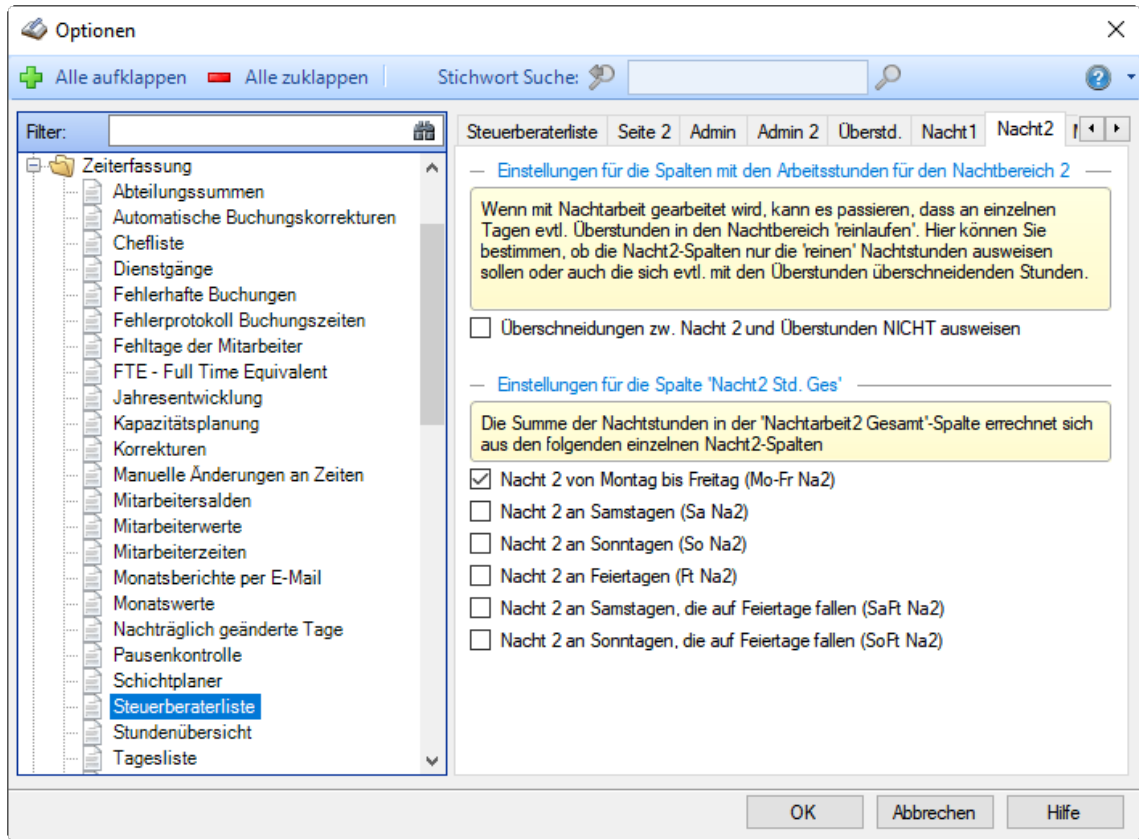 Optionen
Alle aufklappen Alle zuklappen Stichwort Suche:
Filter:
Zeiterfassung
Abteilungssummen
Automatische Buchungskorrekturen
Chefliste
Dienstgänge
Fehlerhafte Buchungen
Fehlerprotokoll Buchungszeiten
Fehltage der Mitarbeiter
FTE - Full Time Equivalent
Jahresentwicklung
Kapazitätsplanung
Korrekturen
Manuelle Änderungen an Zeiten
Mitarbeitersalden
Mitarbeiterwerte
Mitarbeiterzeiten
Monatsberichte per E-Mail
Monatswerte
Nachträglich geänderte Tage
Pausenkontrolle
Schichtplaner
Steuerberaterliste
Stundenübersicht
Tagesliste
Steuerberaterliste Seite 2 Admin Admin 2 Überstd. Nacht1 Nacht2
Einstellungen für die Spalten mit den Arbeitsstunden für den Nachtbereich 2
Wenn mit Nachtarbeit gearbeitet wird, kann es passieren, dass an einzelnen
Tagen evtl. Überstunden in den Nachtbereich 'reinlaufen'. Hier können Sie
bestimmen, ob die Nacht2-Spalten nur die 'reinen' Nachtstunden ausweisen
sollen oder auch die sich evtl. mit den Überstunden überschneidenden Stunden.
Überschneidungen zw. Nacht 2 und Überstunden NICHT ausweisen
Einstellungen für die Spalte 'Nacht2 Std. Ges'
Die Summe der Nachtstunden in der 'Nachtarbeit2 Gesamt'-Spalte errechnet sich
aus den folgenden einzelnen Nacht2-Spalten
Nacht 2 von Montag bis Freitag (Mo-Fr Na2)
Nacht 2 an Samstagen (Sa Na2)
Nacht 2 an Sonntagen (So Na2)
Nacht 2 an Feiertagen (Ft Na2)
Nacht 2 an Samstagen, die auf Feiertage fallen (SaFt Na2)
Nacht 2 an Sonntagen, die auf Feiertage fallen (SoFt Na2)
OK Abbrechen Hilfe